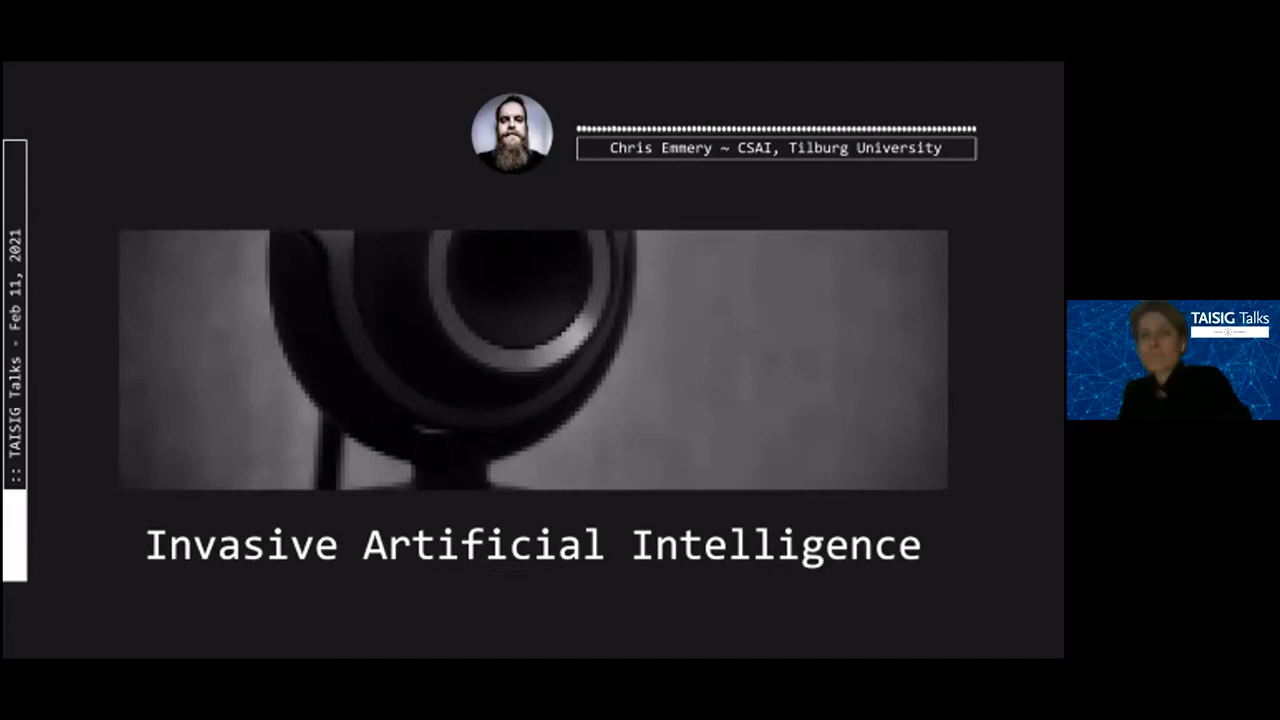 Chris Emmery ~ CSAI, Tilburg University
:: TAISIG Talks - Feb 11, 2021
Invasive Artificial Intelligence
TAISIG Talks